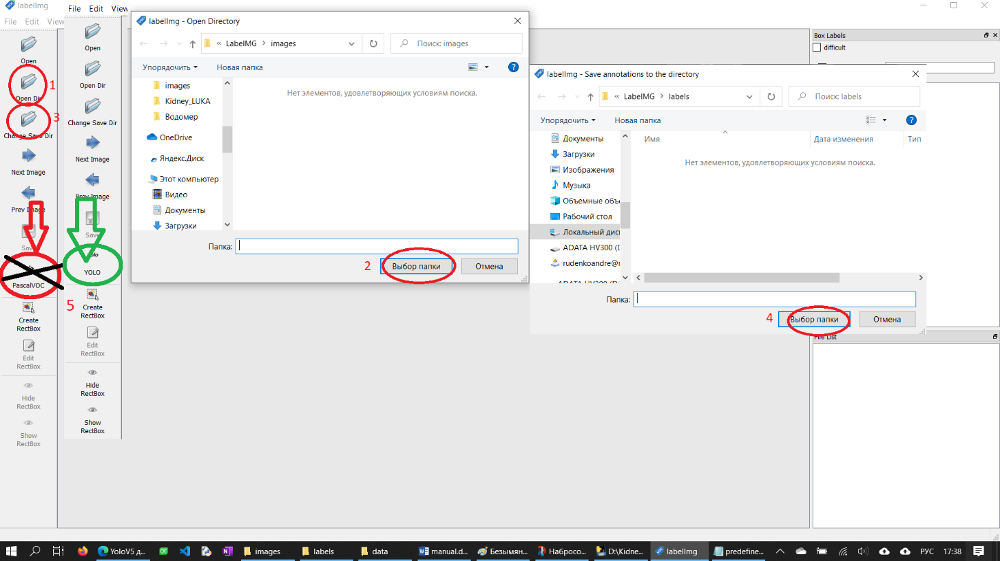 labelImg
File Edit View
Open
1
Open Dir
3
Change Save Dir
Next Image
Prev Image
Save
PascalVOC
Create
RectBox
Edit
RectBox
Hide
RectBox
Show
RectBox
File Edit View
Open
Open Dir
Change Save Dir
Next Image
Prev Image
Save
YOLO
5
Create
RectBox
Edit
RectBox
Hide
RectBox
Show
RectBox
labelImg - Open Directory
« LabelMG > images
Поиск: images
Упорядочить
Новая папка
?
images
Kidney_LUKA
Водомер
OneDrive
Яндекс.Диск
Этот компьютер
Видео
Документы
Загрузки
Нет элементов, удовлетворяющих условиям поиска.
Папка:
2
Выбор папки
Отмена
labelImg - Save annotations to the directory
« LabelMG > labels
Поиск: labels
Упорядочить
Новая папка
?
Документы
Загрузки
Изображения
Музыка
Объемные объ
Рабочий стол
Локальный дис
ADATA HV300 (D
rudenkoandre@r
Имя
Дата изменения
Тип
Нет элементов, удовлетворяющих условиям поиска.
Папка:
4
Выбор папки
Отмена
Box Labels
difficult
File List
YoloV5 д...
QC
images
labels
data
manual.d...
Безымян...
Набросо...
D:\Kidne...
labelImg
predefine...
РУС
17:38